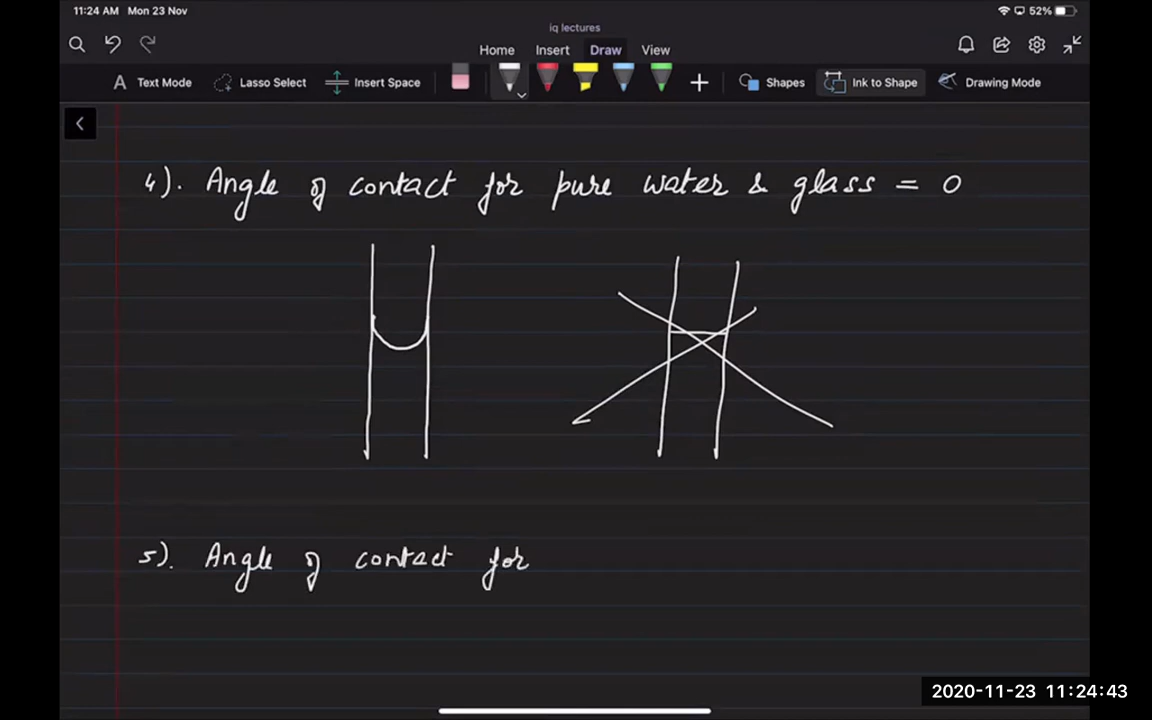 11:24 AM Mon 23 Nov
52%
iq lectures
Home Insert Draw View
Text Mode Lasso Select Insert Space Shapes Ink to Shape Drawing Mode
4). Angle of contact for pure water & glass = 0
5). Angle of contact for
2020-11-23 11:24:43